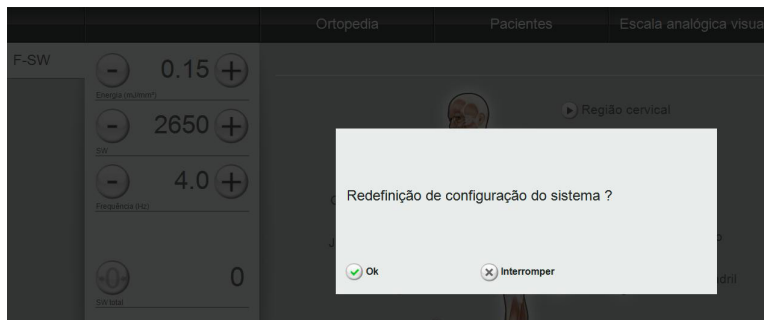 Ortopedia
Pacientes
Escala analógica visua
F-SW
- 0.15 +
Energia (mJ/mm²)
- 2650 +
SW
- 4.0 +
Frequência (Hz)
Região cervical
Redefinição de configuração do sistema ?
Ok
Interromper
0
SW total